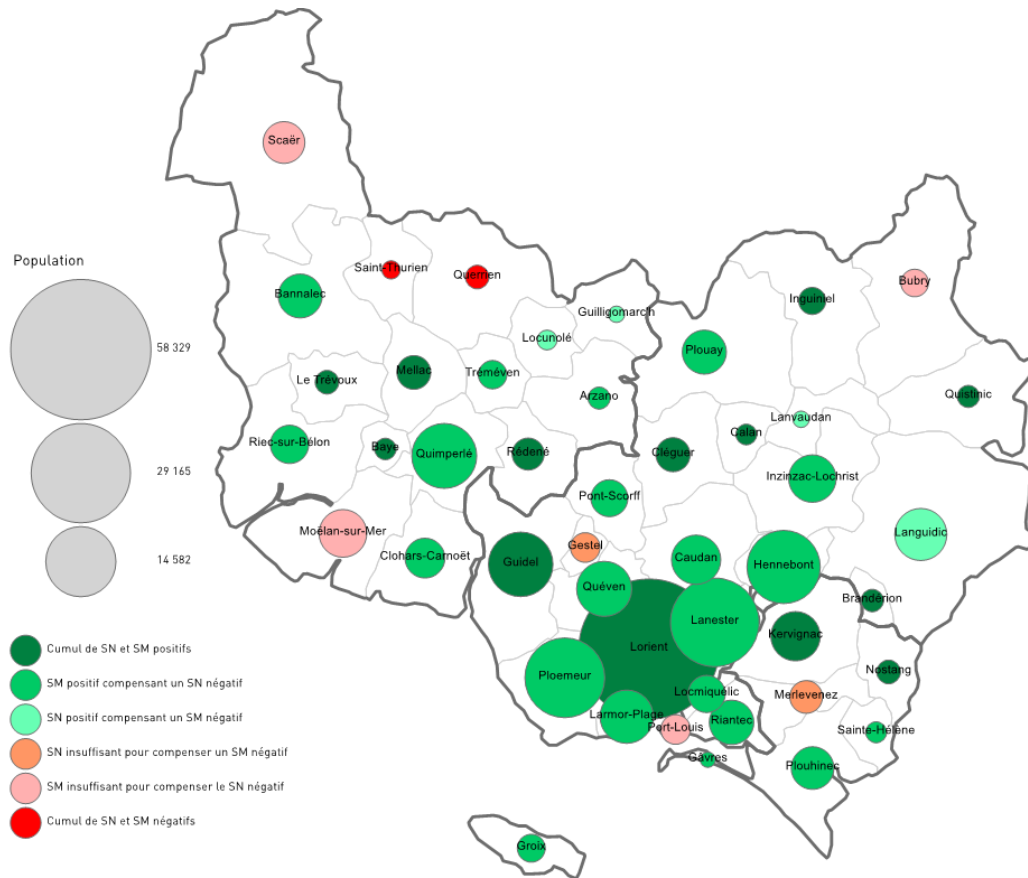 Scaër
Saint-Thurien
Querrien
Bubry
Population
Bannalec
Inguiniel
Guilligomarc'h
Locunolé
58 329
Plouay
Le Trévoux
Mellac
Tréméven
Arzano
Quistinic
Lanvaudan
Calan
Riec-sur-Bélon
Baye
Quimperlé
Rédené
Cléguer
Inzinzac-Lochrist
29 165
Pont-Scorff
Moëlan-sur-Mer
Languidic
Gestel
Clohars-Carnoët
Guidel
Caudan
Hennebont
14 582
Quéven
Brandérion
Lanester
Kervignac
Cumul de SN et SM positifs
Lorient
Nostang
Ploemeur
SM positif compensant un SN négatif
Locmiquélic
Merlevenez
Larmor-Plage
SN positif compensant un SM négatif
Port-Louis
Riantec
Sainte-Hélène
SN insuffisant pour compenser un SM négatif
Gâvres
Plouhinec
SM insuffisant pour compenser le SN négatif
Cumul de SN et SM négatifs
Groix